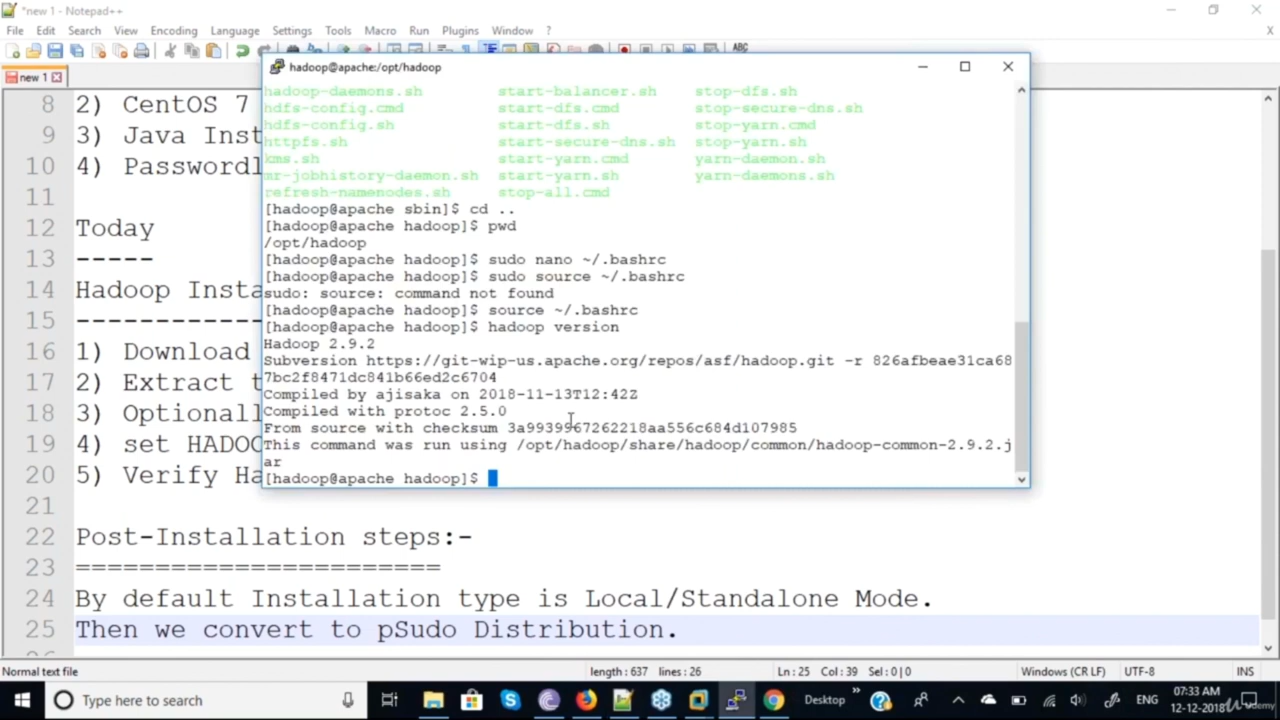 *new 1 - Notepad++
File Edit Search View Encoding Language Settings Tools Macro Run Plugins Window ?
new 1
hadoop@apache:/opt/hadoop
hadoop-daemons.sh start-balancer.sh stop-dfs.sh
hdfs-config.cmd start-dfs.cmd stop-secure-dns.sh
hdfs-config.sh start-dfs.sh stop-yarn.cmd
httpfs.sh start-secure-dns.sh stop-yarn.sh
kms.sh start-yarn.cmd yarn-daemon.sh
mr-jobhistory-daemon.sh start-yarn.sh yarn-daemons.sh
refresh-namenodes.sh stop-all.cmd
[hadoop@apache sbin]$ cd ..
[hadoop@apache hadoop]$ pwd
/opt/hadoop
[hadoop@apache hadoop]$ sudo nano ~/.bashrc
[hadoop@apache hadoop]$ sudo source ~/.bashrc
sudo: source: command not found
[hadoop@apache hadoop]$ source ~/.bashrc
[hadoop@apache hadoop]$ hadoop version
Hadoop 2.9.2
Subversion https://git-wip-us.apache.org/repos/asf/hadoop.git -r 826afbeae31ca68
7bc2f8471dc841b66ed2c6704
Compiled by ajisaka on 2018-11-13T12:42Z
Compiled with protoc 2.5.0
From source with checksum 3a9939967262218aa556c684d107985
This command was run using /opt/hadoop/share/hadoop/common/hadoop-common-2.9.2.j
ar
[hadoop@apache hadoop]$
8 2) CentOS 7
9 3) Java Inst
10 4) Passwordl
11
12 Today
13 -----
14 Hadoop Insta
15 ------------
16 1) Download
17 2) Extract t
18 3) Optionall
19 4) set HADOO
20 5) Verify Ha
21
22 Post-Installation steps:-
23 =======================
24 By default Installation type is Local/Standalone Mode.
25 Then we convert to pSudo Distribution.
Normal text file length : 637 lines : 26 Ln : 25 Col : 39 Sel : 0 | 0 Windows (CR LF) UTF-8 INS
Type here to search Desktop ENG 07:33 AM
12-12-2018
Udemy